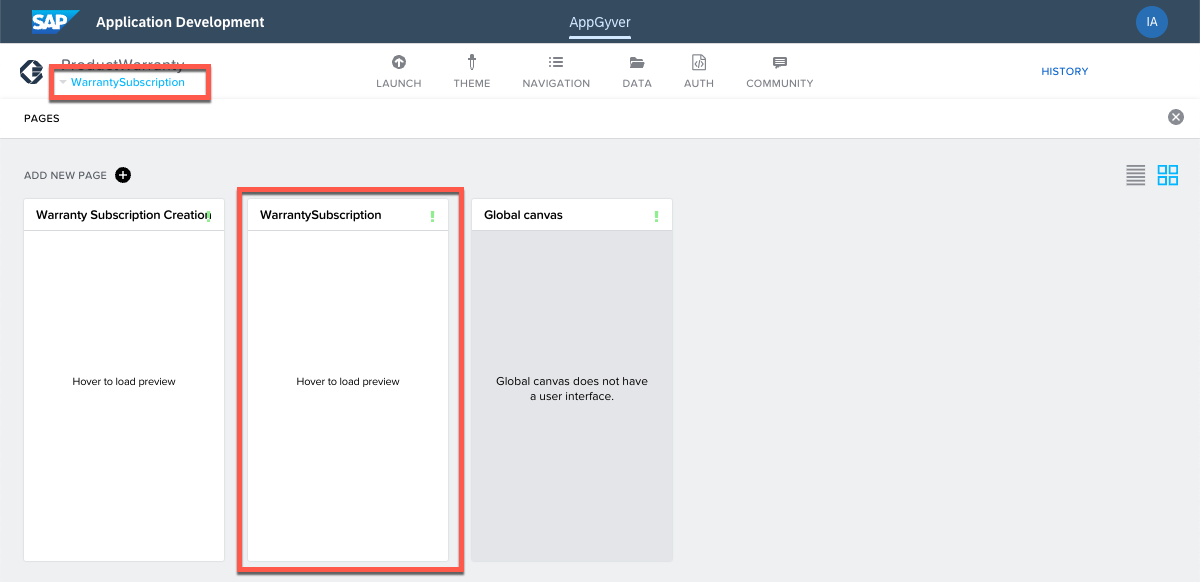 SAP Application Development
AppGyver
IA
ProductWarranty
WarrantySubscription
LAUNCH
THEME
NAVIGATION
DATA
AUTH
COMMUNITY
HISTORY
PAGES
ADD NEW PAGE
Warranty Subscription Creation
WarrantySubscription
Global canvas
Hover to load preview
Hover to load preview
Global canvas does not have
a user interface.